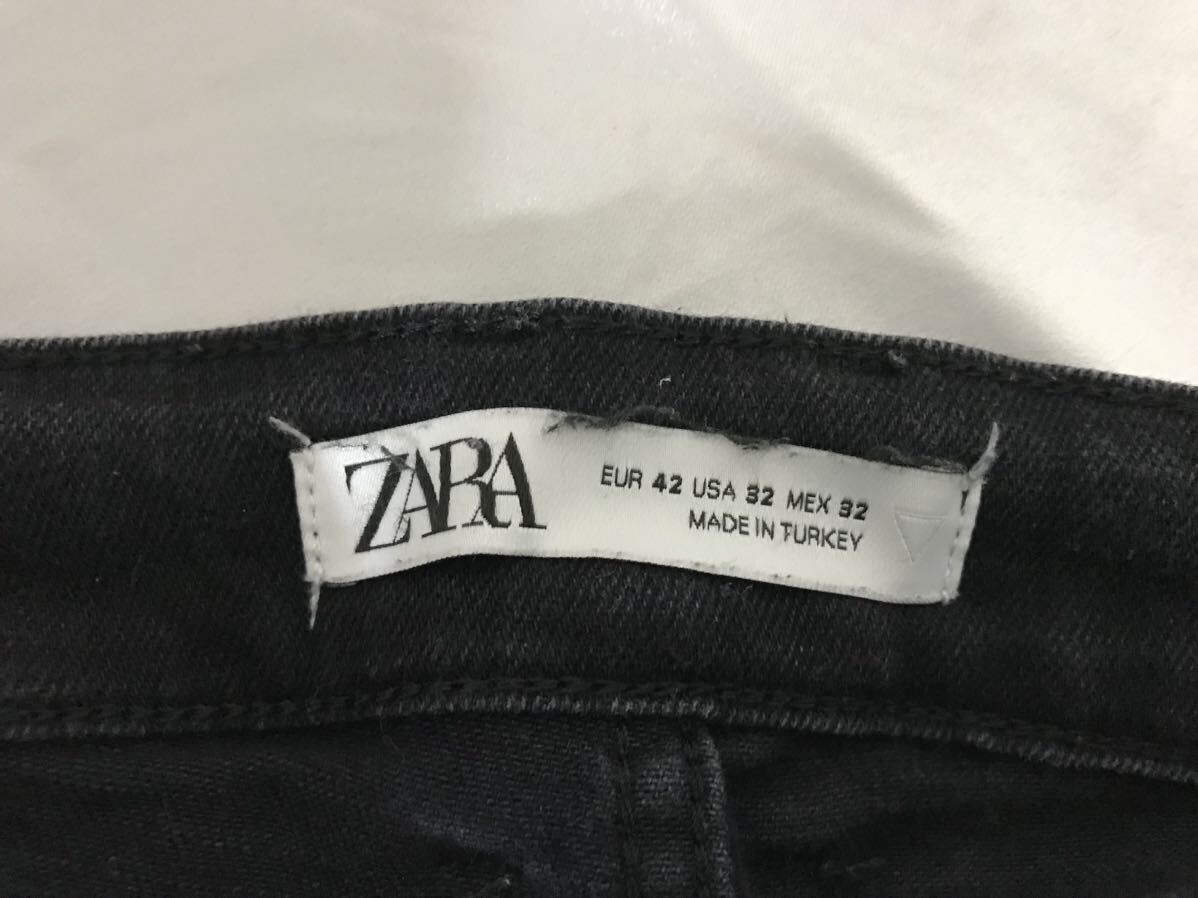 ZARA
EUR 42 USA 32 MEX 32
MADE IN TURKEY